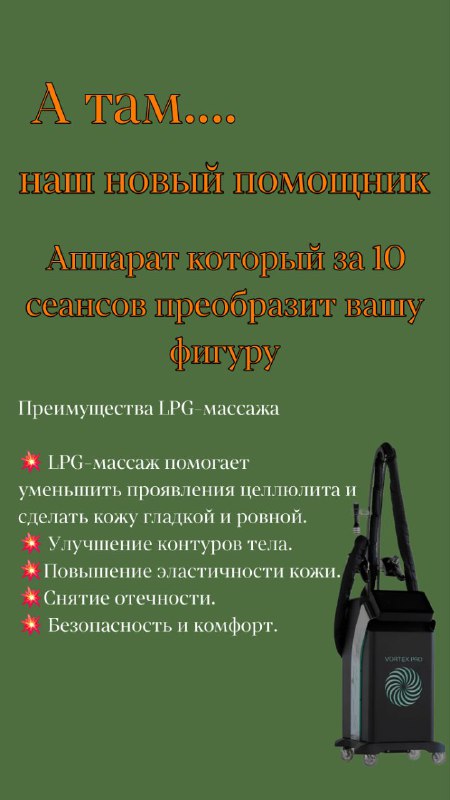 А там....
наш новый помощник
Аппарат который за 10
сеансов преобразит вашу
фигуру
Преимущества LPG-массажа
💥 LPG-массаж помогает
уменьшить проявления целлюлита и
сделать кожу гладкой и ровной.
💥 Улучшение контуров тела.
💥Повышение эластичности кожи.
💥Снятие отечности.
💥 Безопасность и комфорт.
VORTEX PRO